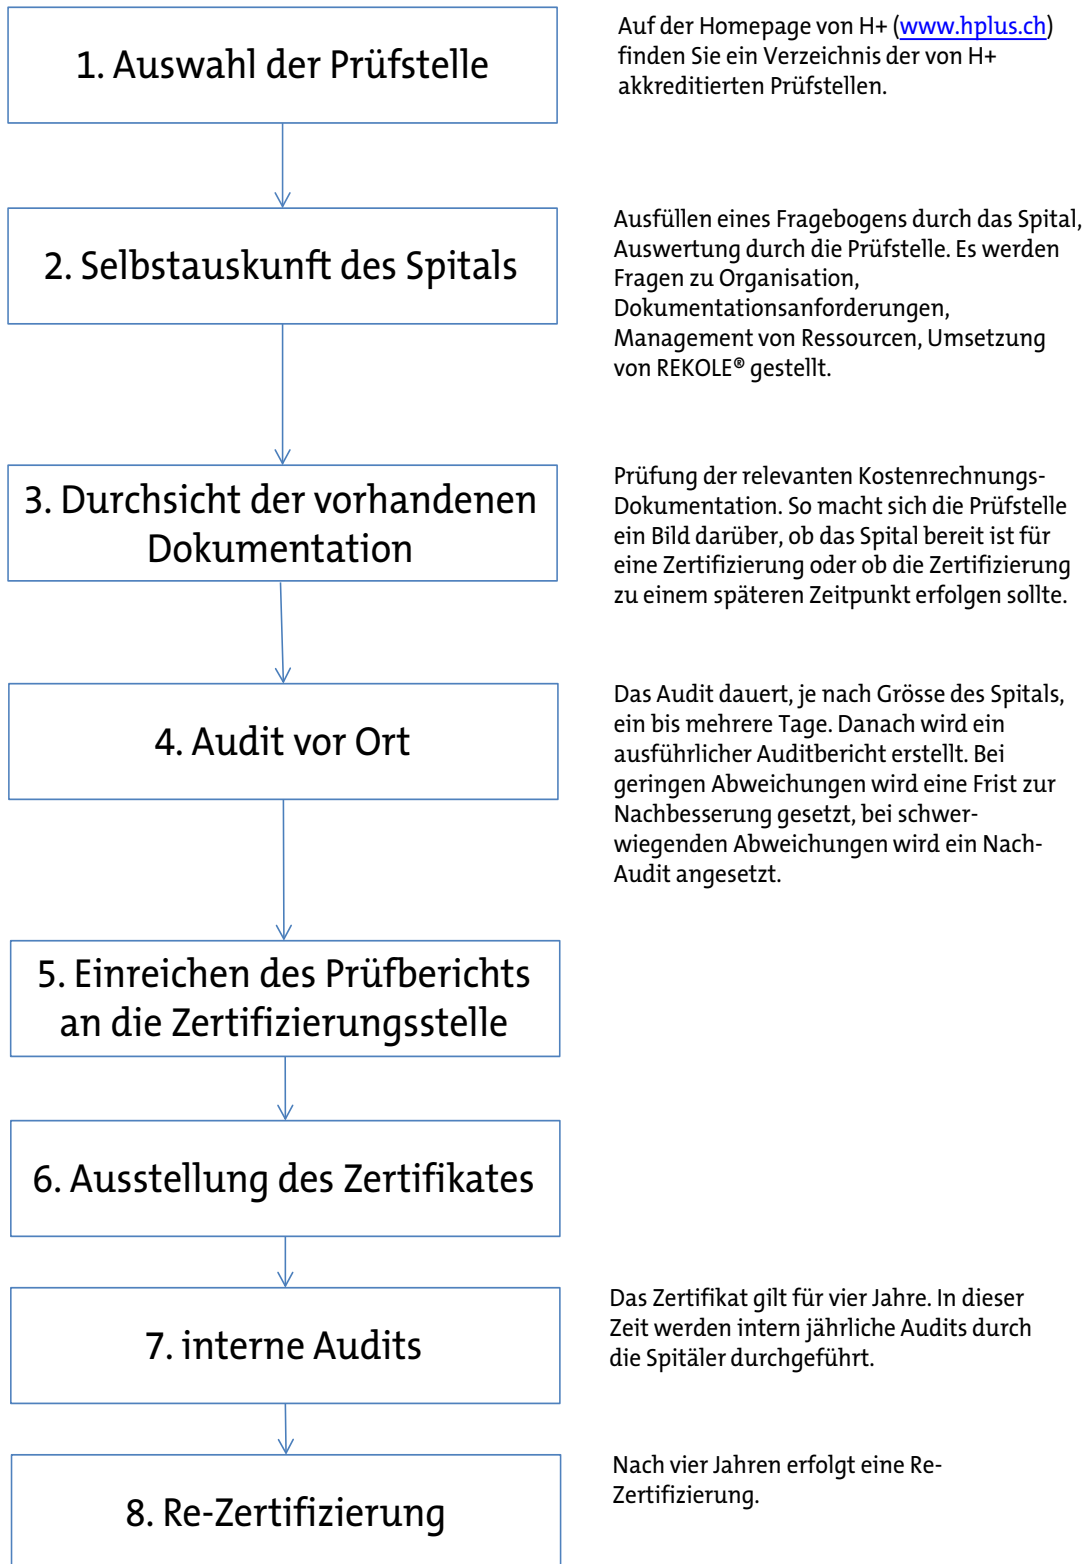 1. Auswahl der Prüfstelle
Auf der Homepage von H+ (www.hplus.ch)
finden Sie ein Verzeichnis der von H+
akkreditierten Prüfstellen.
2. Selbstauskunft des Spitals
Ausfüllen eines Fragebogens durch das Spital,
Auswertung durch die Prüfstelle. Es werden
Fragen zu Organisation,
Dokumentationsanforderungen,
Management von Ressourcen, Umsetzung
von REKOLE® gestellt.
3. Durchsicht der vorhandenen
Dokumentation
Prüfung der relevanten Kostenrechnungs-
Dokumentation. So macht sich die Prüfstelle
ein Bild darüber, ob das Spital bereit ist für
eine Zertifizierung oder ob die Zertifizierung
zu einem späteren Zeitpunkt erfolgen sollte.
4. Audit vor Ort
Das Audit dauert, je nach Grösse des Spitals,
ein bis mehrere Tage. Danach wird ein
ausführlicher Auditbericht erstellt. Bei
geringen Abweichungen wird eine Frist zur
Nachbesserung gesetzt, bei schwer-
wiegenden Abweichungen wird ein Nach-
Audit angesetzt.
5. Einreichen des Prüfberichts
an die Zertifizierungsstelle
6. Ausstellung des Zertifikates
7. interne Audits
Das Zertifikat gilt für vier Jahre. In dieser
Zeit werden intern jährliche Audits durch
die Spitäler durchgeführt.
8. Re-Zertifizierung
Nach vier Jahren erfolgt eine Re-
Zertifizierung.